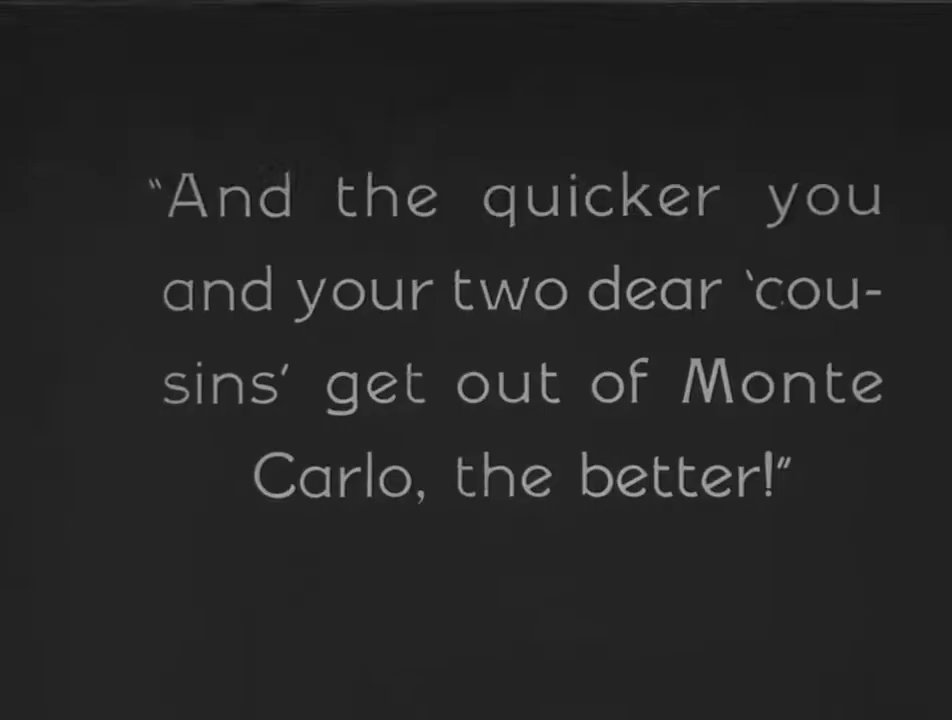 "And the quicker you
and your two dear 'cou-
sins' get out of Monte
Carlo, the better!"